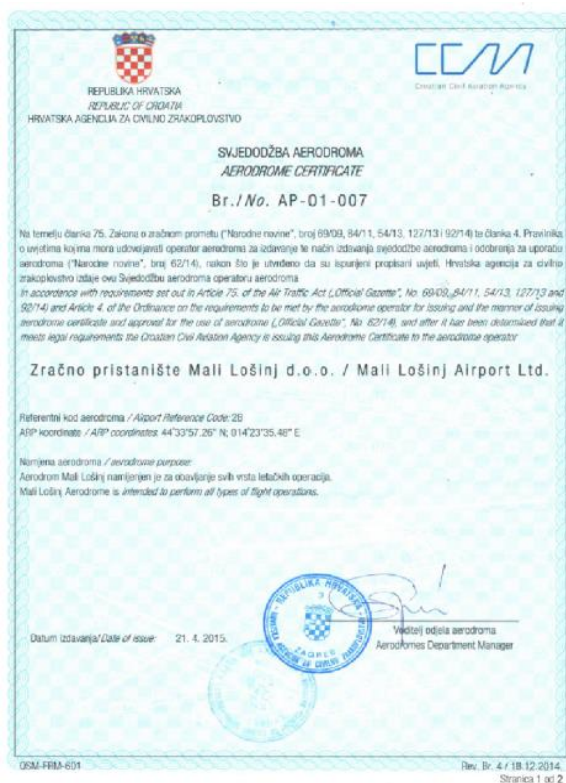 REPUBLIKA HRVATSKA
REPUBLIC OF CROATIA
HRVATSKA AGENCIJA ZA CIVILNO ZRAKOPLOVSTVO
CCAA
Croatian Civil Aviation Agency
SVJEDODŽBA AERODROMA
AERODROME CERTIFICATE
Br./No. AP-01-007
Na temelju članka 75. Zakona o zračnom prometu ("Narodne novine", broj 69/09, 84/11, 54/13, 127/13 i 92/14) te članka 4. Pravilnika
o uvjetima kojima mora udovoljavati operator aerodroma za izdavanje te način izdavanja svjedodžbe aerodroma i odobrenja za uporabu
aerodroma ("Narodne novine", broj 62/14), nakon što je utvrđeno da su ispunjeni propisani uvjeti, Hrvatska agencija za civilno
zrakoplovstvo izdaje ovu Svjedodžbu aerodroma operatoru aerodroma
In accordance with requirements set out in Article 75. of the Air Traffic Act („Official Gazette", No. 69/09, 84/11, 54/13, 127/13 and
92/14) and Article 4. of the Ordinance on the requirements to be met by the aerodrome operator for issuing and the manner of issuing
aerodrome certificate and approval for the use of aerodrome („Official Gazette", No. 62/14), and after it has been determined that it
meets legal requirements the Croatian Civil Aviation Agency is issuing this Aerodrome Certificate to the aerodrome operator
Zračno pristanište Mali Lošinj d.o.o. / Mali Lošinj Airport Ltd.
Referentni kod aerodroma / Airport Reference Code: 2B
ARP koordinate / ARP coordinates: 44°33'57.26" N; 014°23'35.48" E
Namjena aerodroma / aerodrome purpose:
Aerodrom Mali Lošinj namijenjen je za obavljanje svih vrsta letačkih operacija.
Mali Lošinj Aerodrome is intended to perform all types of flight operations.
REPUBLIKA HRVATSKA
3
HRVATSKA AGENCIJA ZA CIVILNO ZRAKOPLOVSTVO
ZAGREB
Datum izdavanja/Date of issue: 21. 4. 2015.
Voditelj odjela aerodroma
Aerodromes Department Manager
QSM-FRM-601
Rev. Br. 4 / 18.12.2014.
Stranica 1 od 2